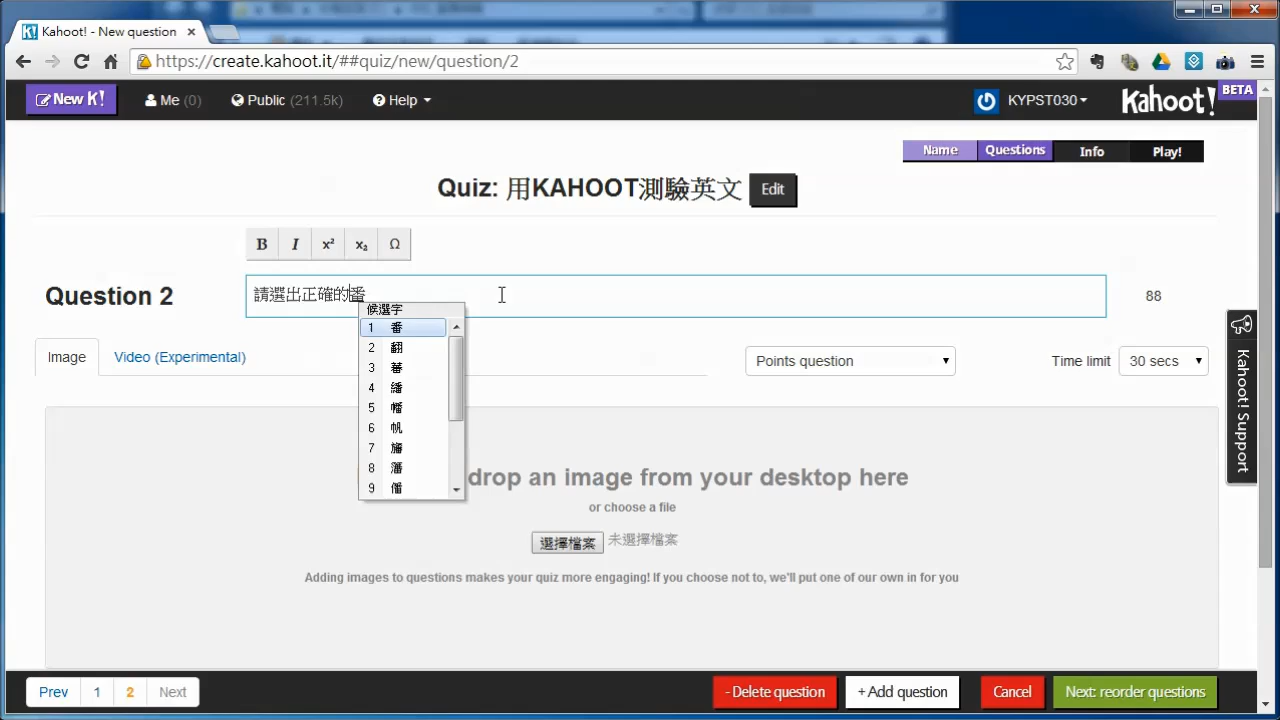 Kahoot! - New question
https://create.kahoot.it/##quiz/new/question/2
New K!
Me (0)
Public (211.5k)
Help
KYPST030
Kahoot!
BETA
Name
Questions
Info
Play!
Quiz: 用KAHOOT測驗英文
Edit
B I x² x₂ Ω
Question 2
請選出正確的番
88
候選字
1 番
2 翻
3 蕃
4 繙
5 幡
6 帆
7 旛
8 藩
9 僠
Image
Video (Experimental)
Points question
Time limit
30 secs
Kahoot! Support
drop an image from your desktop here
or choose a file
選擇檔案 未選擇檔案
Adding images to questions makes your quiz more engaging! If you choose not to, we'll put one of our own in for you
Prev 1 2 Next
- Delete question
+ Add question
Cancel
Next: reorder questions